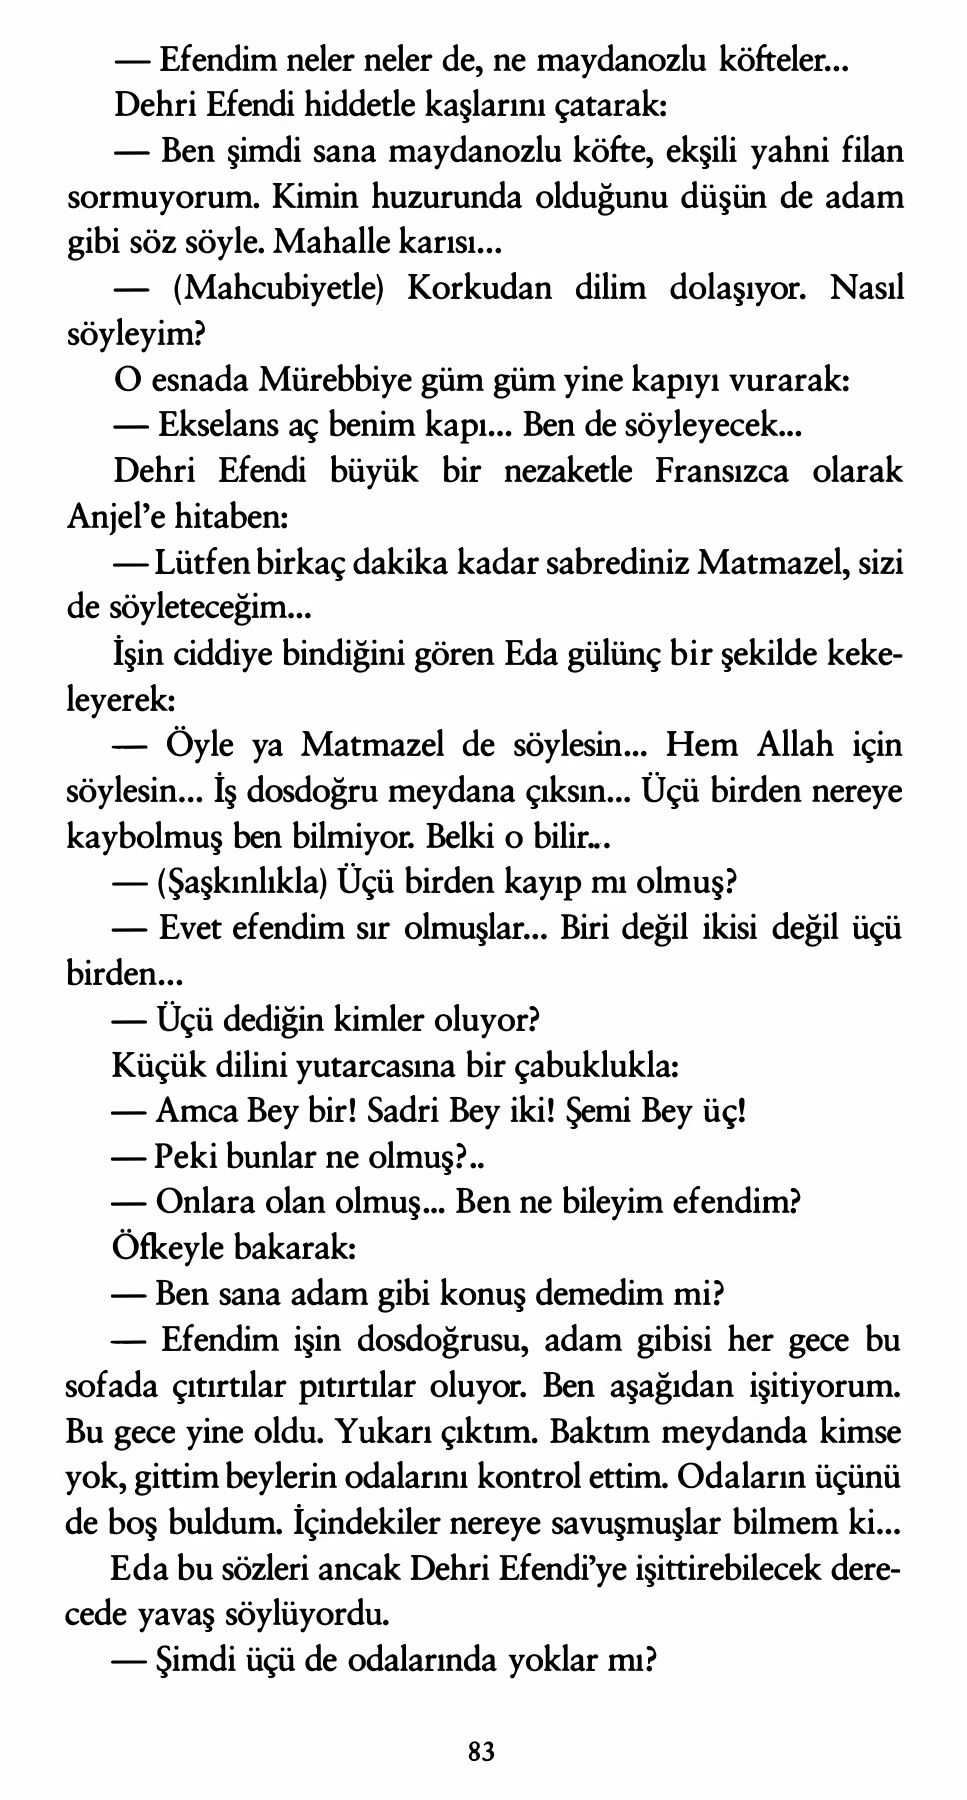 — Efendim neler neler de, ne maydanozlu köfteler...
Dehri Efendi hiddetle kaşlarını çatarak:
— Ben şimdi sana maydanozlu köfte, ekşili yahni filan
sormuyorum. Kimin huzurunda olduğunu düşün de adam
gibi söz söyle. Mahalle karısı...
— (Mahcubiyetle) Korkudan dilim dolaşıyor. Nasıl
söyleyim?
O esnada Mürebbiye güm güm yine kapıyı vurarak:
— Ekselans aç benim kapı... Ben de söyleyecek...
Dehri Efendi büyük bir nezaketle Fransızca olarak
Anjel’e hitaben:
— Lütfen birkaç dakika kadar sabrediniz Matmazel, sizi
de söyleteceğim...
İşin ciddiye bindiğini gören Eda gülünç bir şekilde keke-
leyerek:
— Öyle ya Matmazel de söylesin... Hem Allah için
söylesin... İş dosdoğru meydana çıksın... Üçü birden nereye
kaybolmuş ben bilmiyor. Belki o bilir...
— (Şaşkınlıkla) Üçü birden kayıp mı olmuş?
— Evet efendim sır olmuşlar... Biri değil ikisi değil üçü
birden...
— Üçü dediğin kimler oluyor?
Küçük dilini yutarcasına bir çabuklukla:
— Amca Bey bir! Sadri Bey iki! Şemi Bey üç!
— Peki bunlar ne olmuş?..
— Onlara olan olmuş... Ben ne bileyim efendim?
Öfkeyle bakarak:
— Ben sana adam gibi konuş demedim mi?
— Efendim işin dosdoğrusu, adam gibisi her gece bu
sofada çıtırtılar pıtırtılar oluyor. Ben aşağıdan işitiyorum.
Bu gece yine oldu. Yukarı çıktım. Baktım meydanda kimse
yok, gittim beylerin odalarını kontrol ettim. Odaların üçünü
de boş buldum. İçindekiler nereye savuşmuşlar bilmem ki...
Eda bu sözleri ancak Dehri Efendi’ye işittirebilecek dere-
cede yavaş söylüyordu.
— Şimdi üçü de odalarında yoklar mı?
83